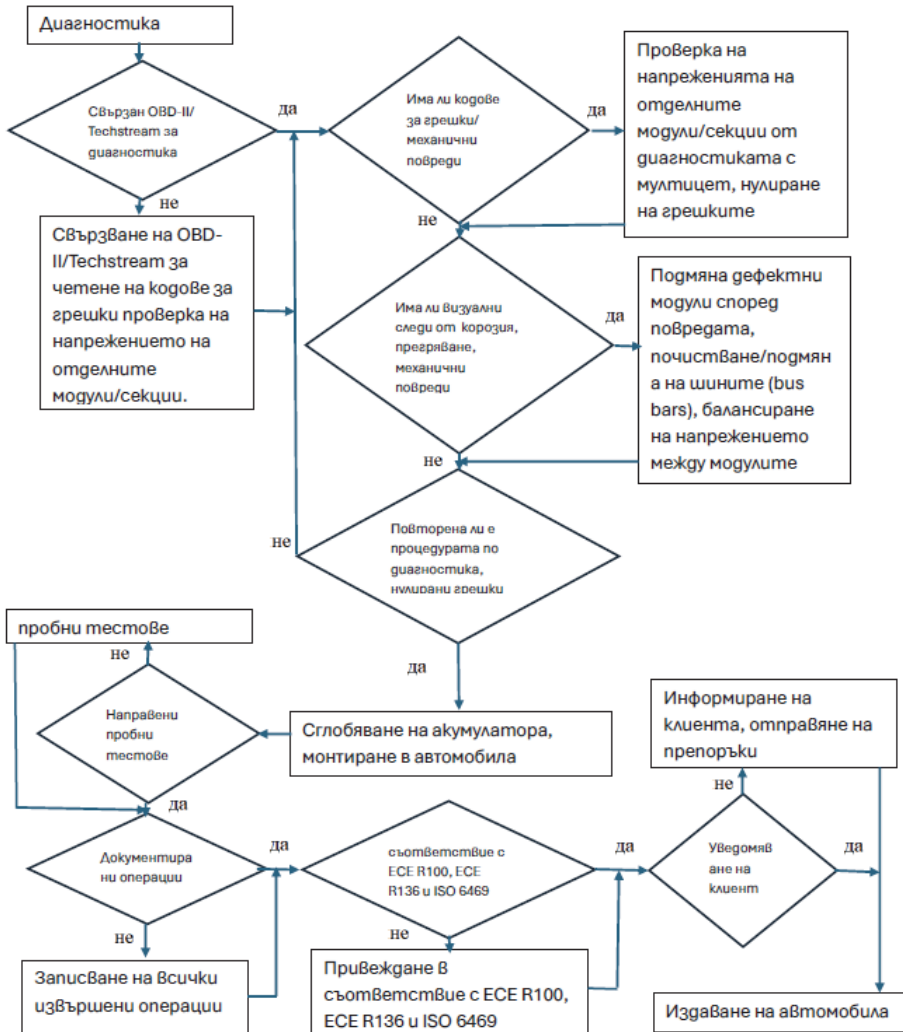 Диагностика
Свързан OBD-II/
Techstream за
диагностика
да
не
Има ли кодове
за грешки/
механични
повреди
да
не
Проверка на
напреженията на
отделните
модули/секции от
диагностиката с
мултицет, нулиране
на грешките
Свързване на OBD-
II/Techstream за
четене на кодове за
грешки проверка на
напрежението на
отделните
модули/секции.
Има ли визуални
следи от корозия,
прегряване,
механични
повреди
да
не
Подмяна дефектни
модули според
повредата,
почистване/подмян
а на шините (bus
bars), балансиране
на напрежението
между модулите
Повторена ли е
процедурата по
диагностика,
нулирани грешки
не
да
пробни тестове
не
Направени
пробни
тестове
да
Сглобяване на акумулатора,
монтиране в автомобила
Информиране на
клиента, отправяне на
препоръки
не
Документира
ни операции
да
не
съответствие с
ECE R100, ECE
R136 и ISO 6469
да
не
Уведомяв
ане на
клиент
да
Записване на всички
извършени операции
Привеждане в
съответствие с ECE R100,
ECE R136 и ISO 6469
Издаване на автомобила